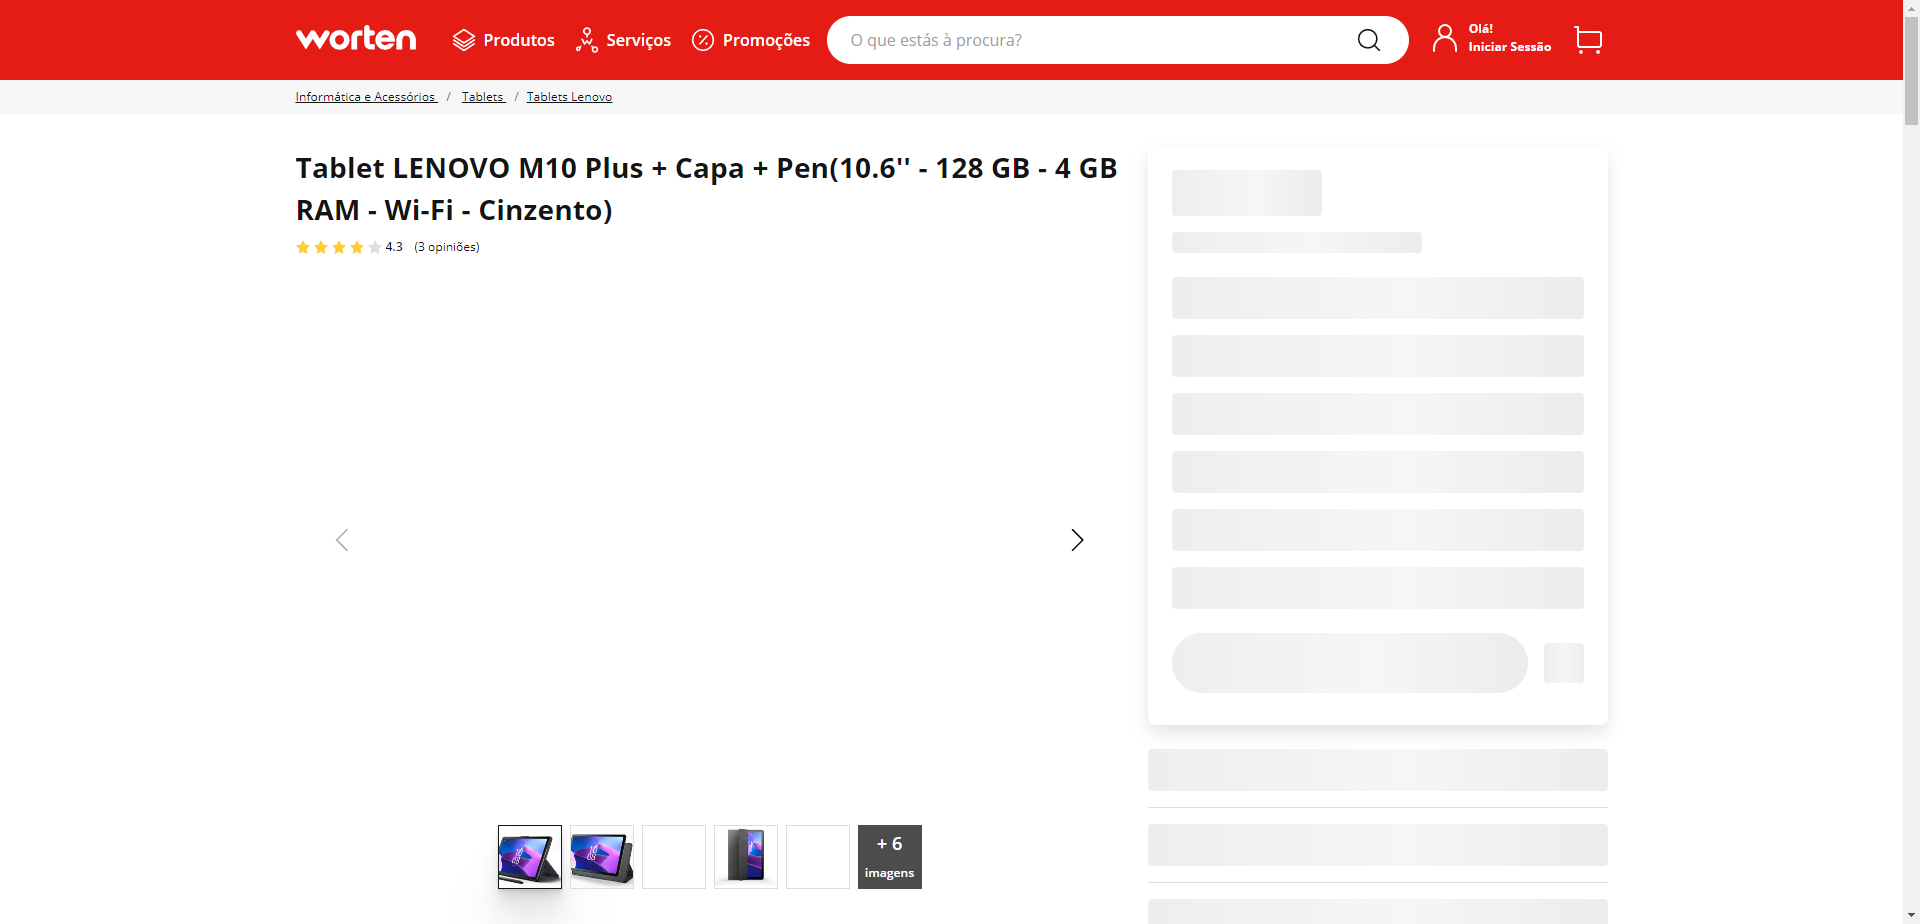 worten
Produtos
Serviços
Promoções
O que estás à procura?
Olá!
Iniciar Sessão
Informática e Acessórios / Tablets / Tablets Lenovo
Tablet LENOVO M10 Plus + Capa + Pen(10.6'' - 128 GB - 4 GB
RAM - Wi-Fi - Cinzento)
4.3 (3 opiniões)
+ 6
imagens